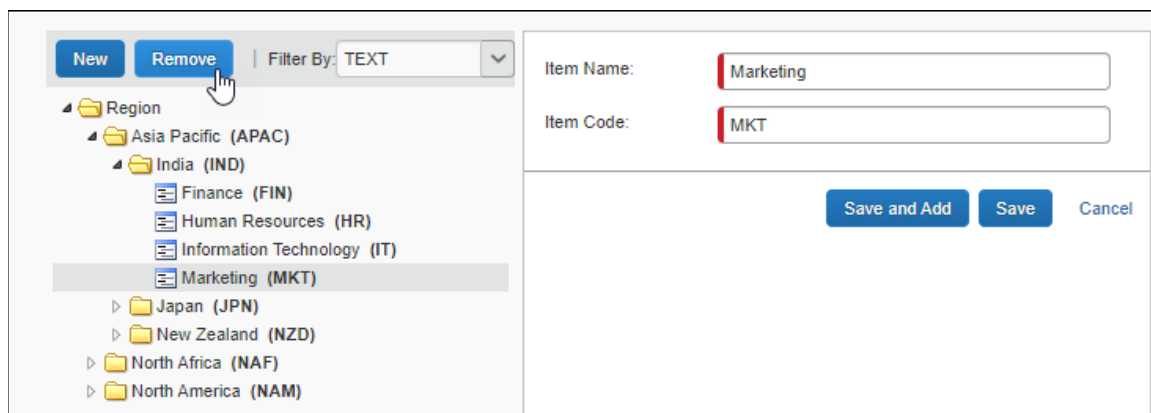 New Remove | Filter By: TEXT
Region
Asia Pacific (APAC)
India (IND)
Finance (FIN)
Human Resources (HR)
Information Technology (IT)
Marketing (MKT)
Japan (JPN)
New Zealand (NZD)
North Africa (NAF)
North America (NAM)
Item Name: Marketing
Item Code: MKT
Save and Add Save Cancel